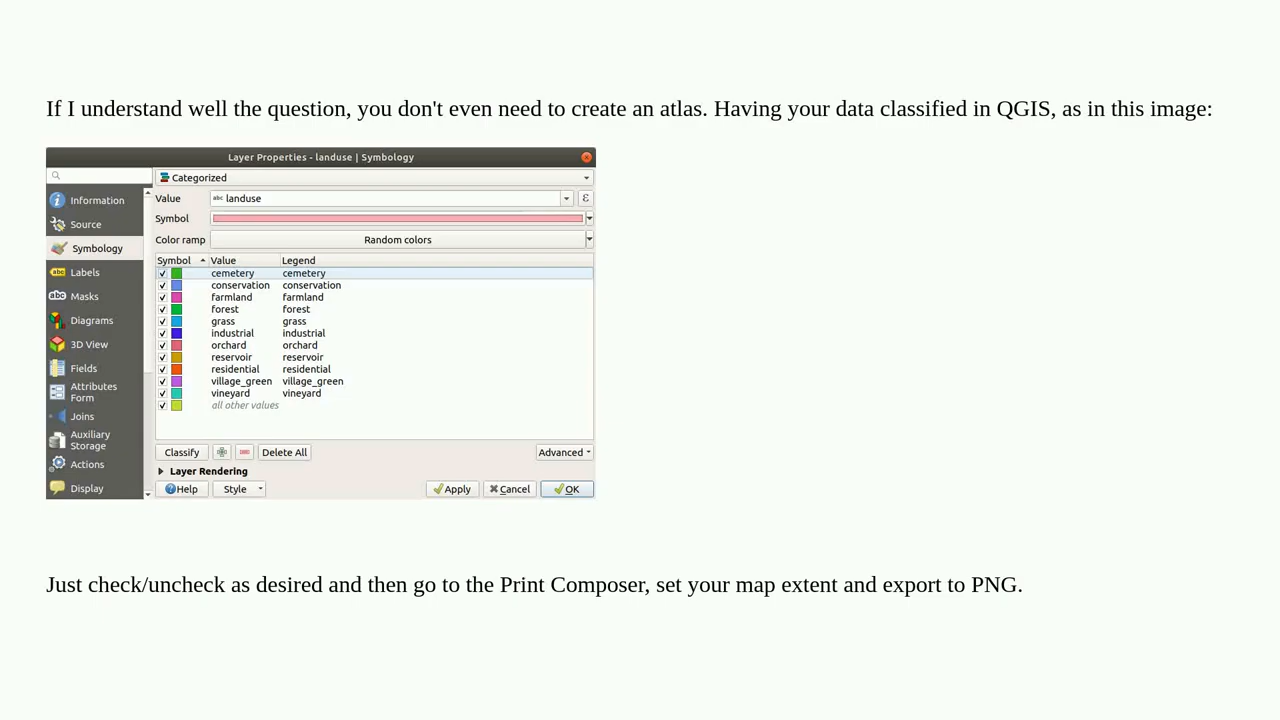 If I understand well the question, you don't even need to create an atlas. Having your data classified in QGIS, as in this image:
Layer Properties - landuse | Symbology
Categorized
Information
Value abc landuse ε
Source
Symbol
Symbology
Color ramp Random colors
Labels
Symbol Value Legend
cemetery cemetery
conservation conservation
Masks
farmland farmland
forest forest
Diagrams
grass grass
industrial industrial
3D View
orchard orchard
reservoir reservoir
Fields
residential residential
Attributes
Form
village_green village_green
vineyard vineyard
all other values
Joins
Auxiliary
Storage
Classify Delete All Advanced
Actions
Layer Rendering
Display
Help Style Apply Cancel OK
Just check/uncheck as desired and then go to the Print Composer, set your map extent and export to PNG.